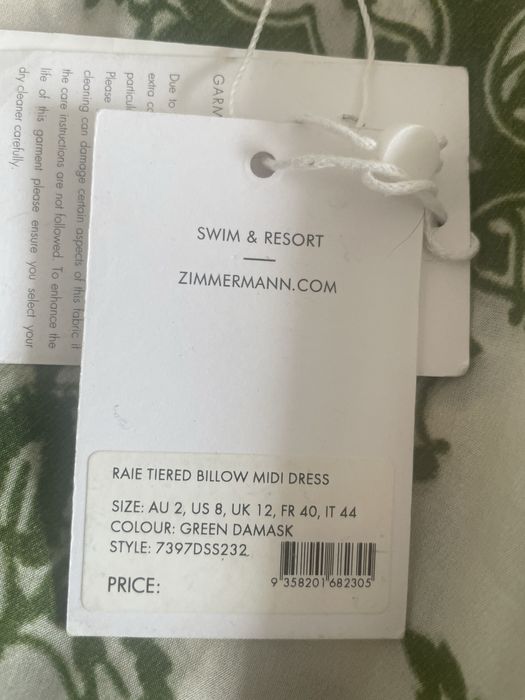 SWIM & RESORT
ZIMMERMANN.COM
RAIE TIERED BILLOW MIDI DRESS
SIZE: AU 2, US 8, UK 12, FR 40, IT 44
COLOUR: GREEN DAMASK
STYLE: 7397DSS232
PRICE:
9 358201 682305
Due to
extra
Please
cleaning can damage certain aspects of this fabric if
the care instructions are not followed. To enhance the
life of this garment please ensure you select your
dry cleaner carefully.